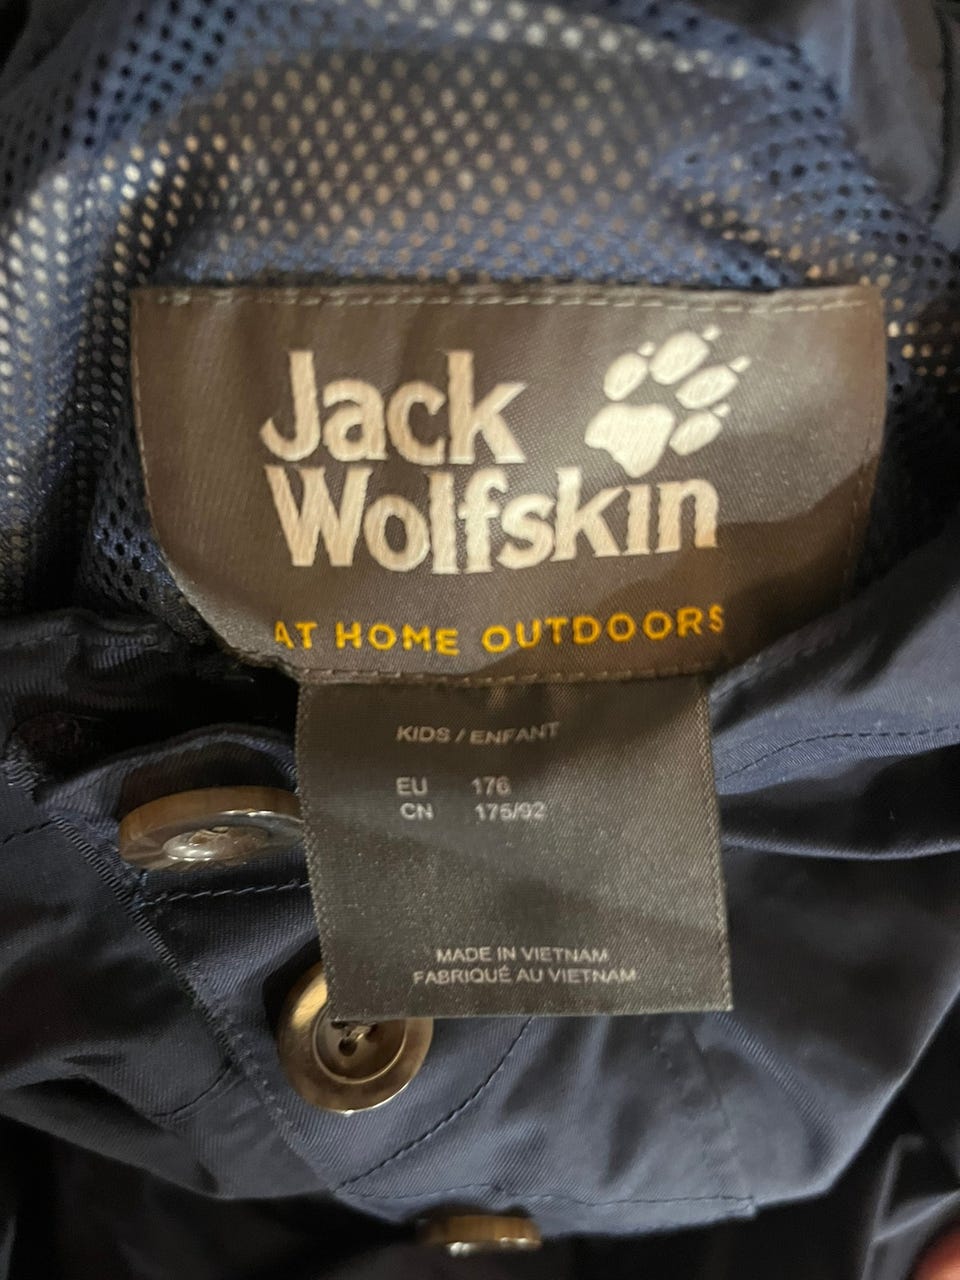 Jack
Wolfskin
AT HOME OUTDOORS
KIDS / ENFANT
EU 176
CN 175/92
MADE IN VIETNAM
FABRIQUÉ AU VIETNAM